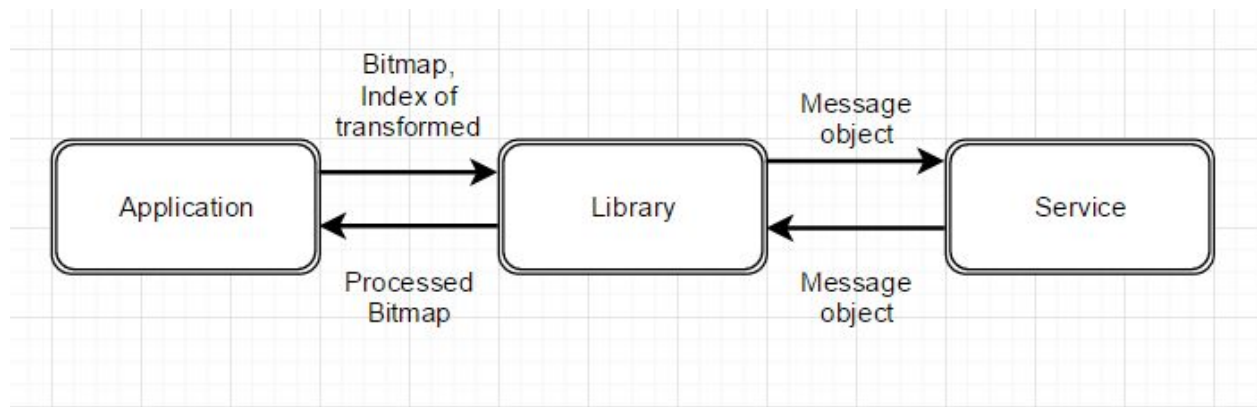 Bitmap,
Index of
transformed
Message
object
Application
Library
Service
Processed
Bitmap
Message
object